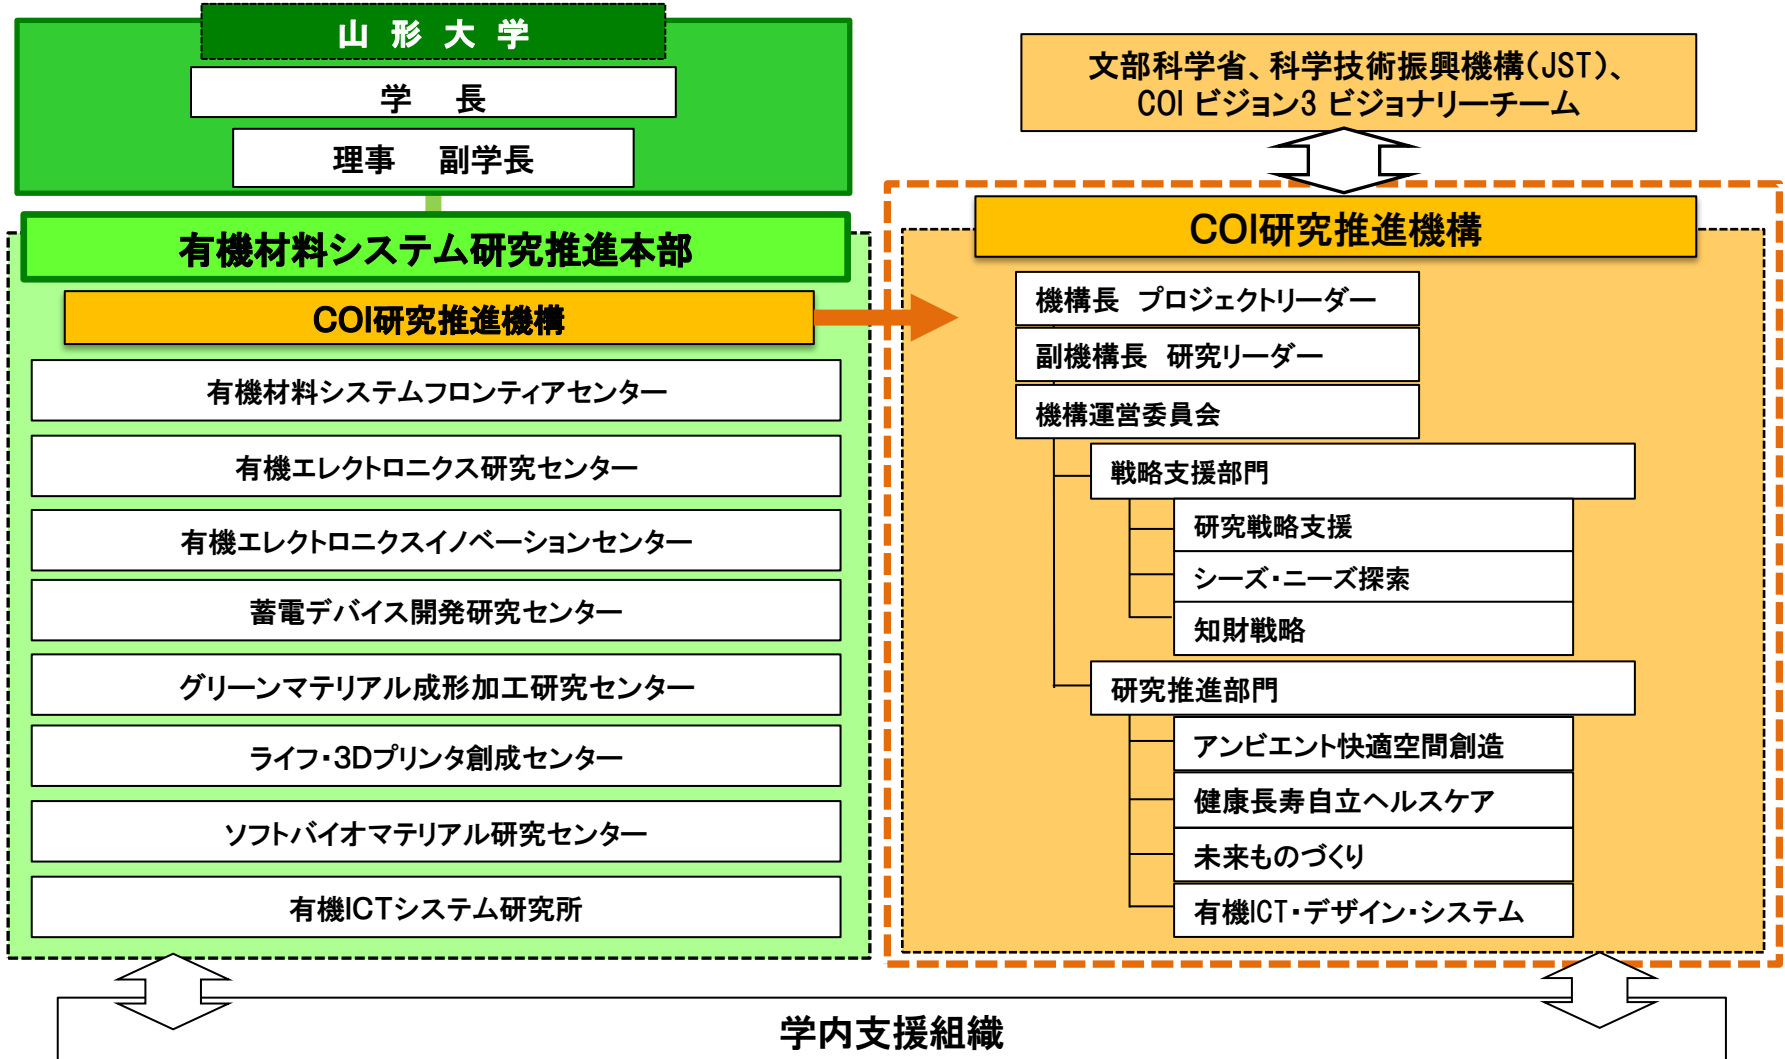 山形大学
学　長
理事　副学長
有機材料システム研究推進本部
COI研究推進機構
有機材料システムフロンティアセンター
有機エレクトロニクス研究センター
有機エレクトロニクスイノベーションセンター
蓄電デバイス開発研究センター
グリーンマテリアル成形加工研究センター
ライフ・3Dプリンタ創成センター
ソフトバイオマテリアル研究センター
有機ICTシステム研究所
文部科学省、科学技術振興機構(JST)、
COI ビジョン3 ビジョナリーチーム
COI研究推進機構
機構長　プロジェクトリーダー
副機構長　研究リーダー
機構運営委員会
戦略支援部門
研究戦略支援
シーズ・ニーズ探索
知財戦略
研究推進部門
アンビエント快適空間創造
健康長寿自立ヘルスケア
未来ものづくり
有機ICT・デザイン・システム
学内支援組織